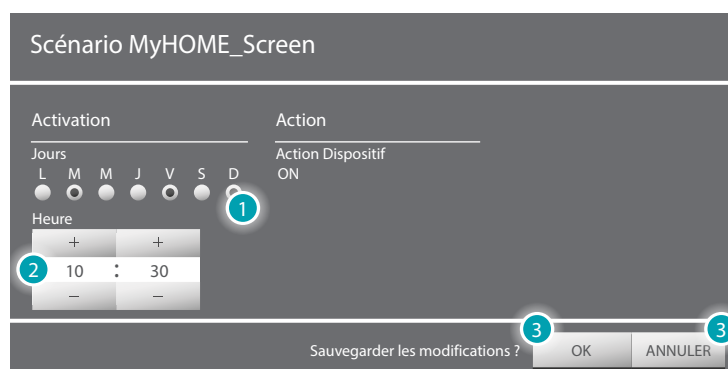 Scénario MyHOME_Screen
Activation
Jours
L M M J V S D
1
Heure
+ +
2
10 : 30
– –
Action
Action Dispositif
ON
Sauvegarder les modifications ?
3
OK
ANNULER
3